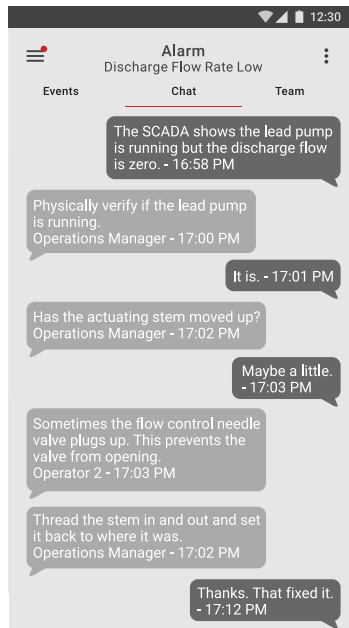 12:30
Alarm
Discharge Flow Rate Low
Events Chat Team
The SCADA shows the lead pump
is running but the discharge flow
is zero. - 16:58 PM
Physically verify if the lead pump
is running.
Operations Manager - 17:00 PM
It is. - 17:01 PM
Has the actuating stem moved up?
Operations Manager - 17:02 PM
Maybe a little.
- 17:03 PM
Sometimes the flow control needle
valve plugs up. This prevents the
valve from opening.
Operator 2 - 17:03 PM
Thread the stem in and out and set
it back to where it was.
Operations Manager - 17:02 PM
Thanks. That fixed it.
- 17:12 PM